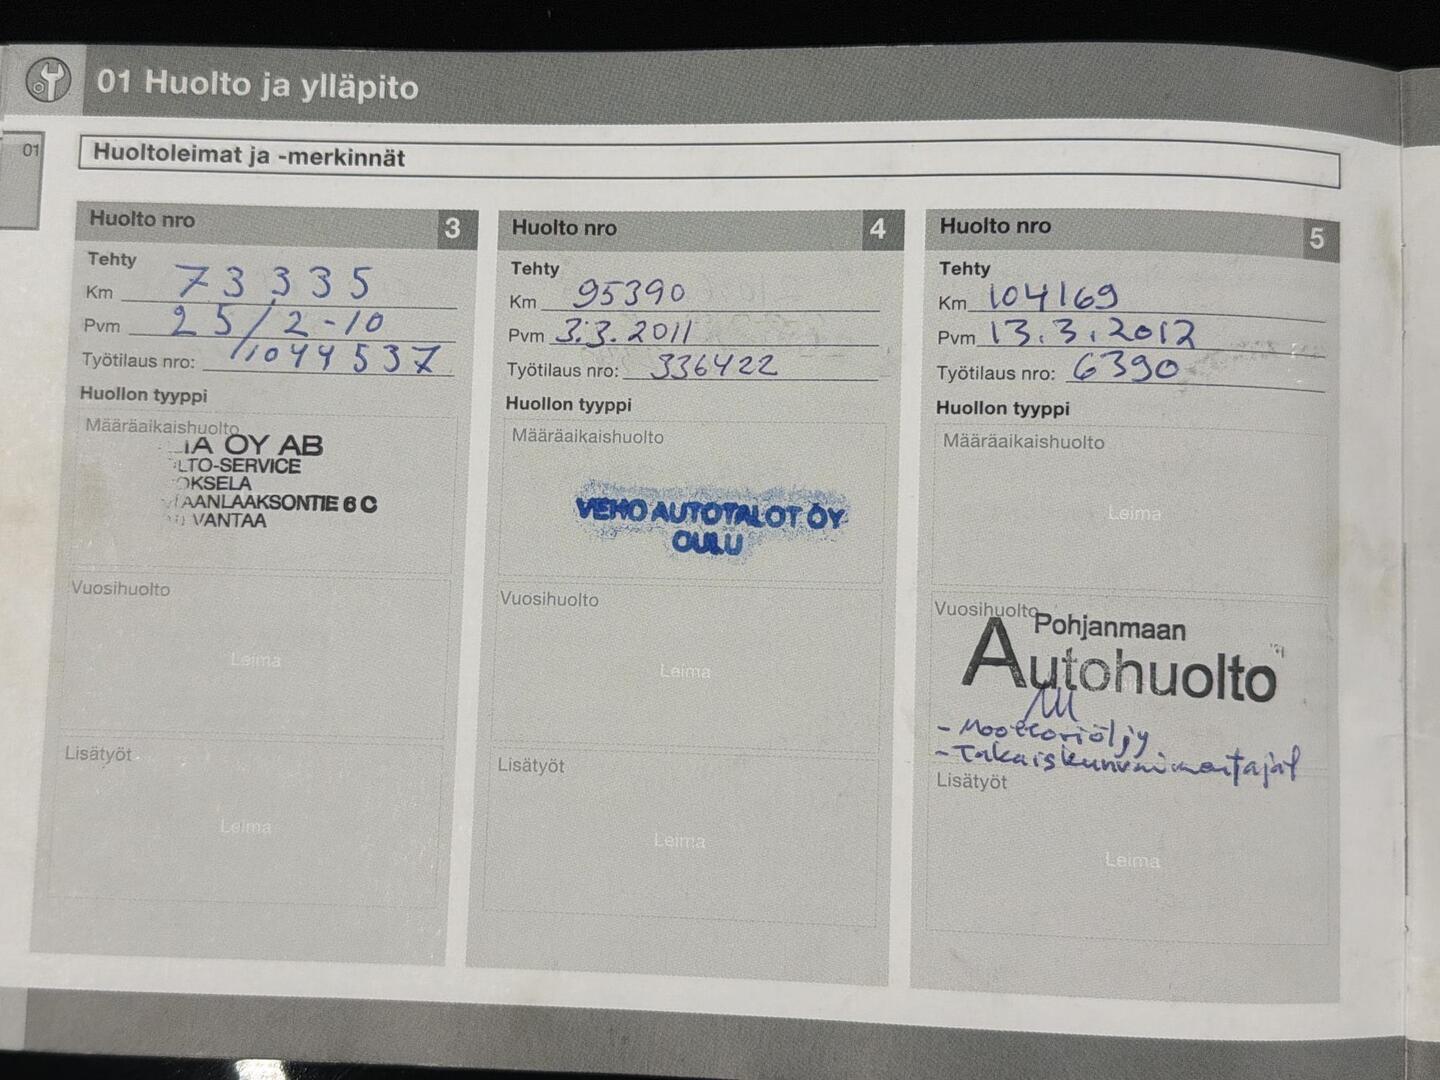 01 Huolto ja ylläpito
01
Huoltoleimat ja -merkinnät
Huolto nro 3
Tehty
Km 73335
Pvm 25/2-10
Työtilaus nro: 1044537
Huollon tyyppi
Määräaikaishuolto
OY AB
SERVICE
6 C
VANTAA
Vuosihuolto
Leima
Lisätyöt
Leima
Huolto nro 4
Tehty
Km 95390
Pvm 3.3.2011
Työtilaus nro: 336422
Huollon tyyppi
Määräaikaishuolto
VEHO AUTOTALOT OY
OULU
Vuosihuolto
Leima
Lisätyöt
Leima
Huolto nro 5
Tehty
Km 104169
Pvm 13.3.2012
Työtilaus nro: 6390
Huollon tyyppi
Määräaikaishuolto
Leima
Vuosihuolto
Pohjanmaan
Autohuolto
- Moottoriöljy
- Takaiskunvaimentajat
Lisätyöt
Leima